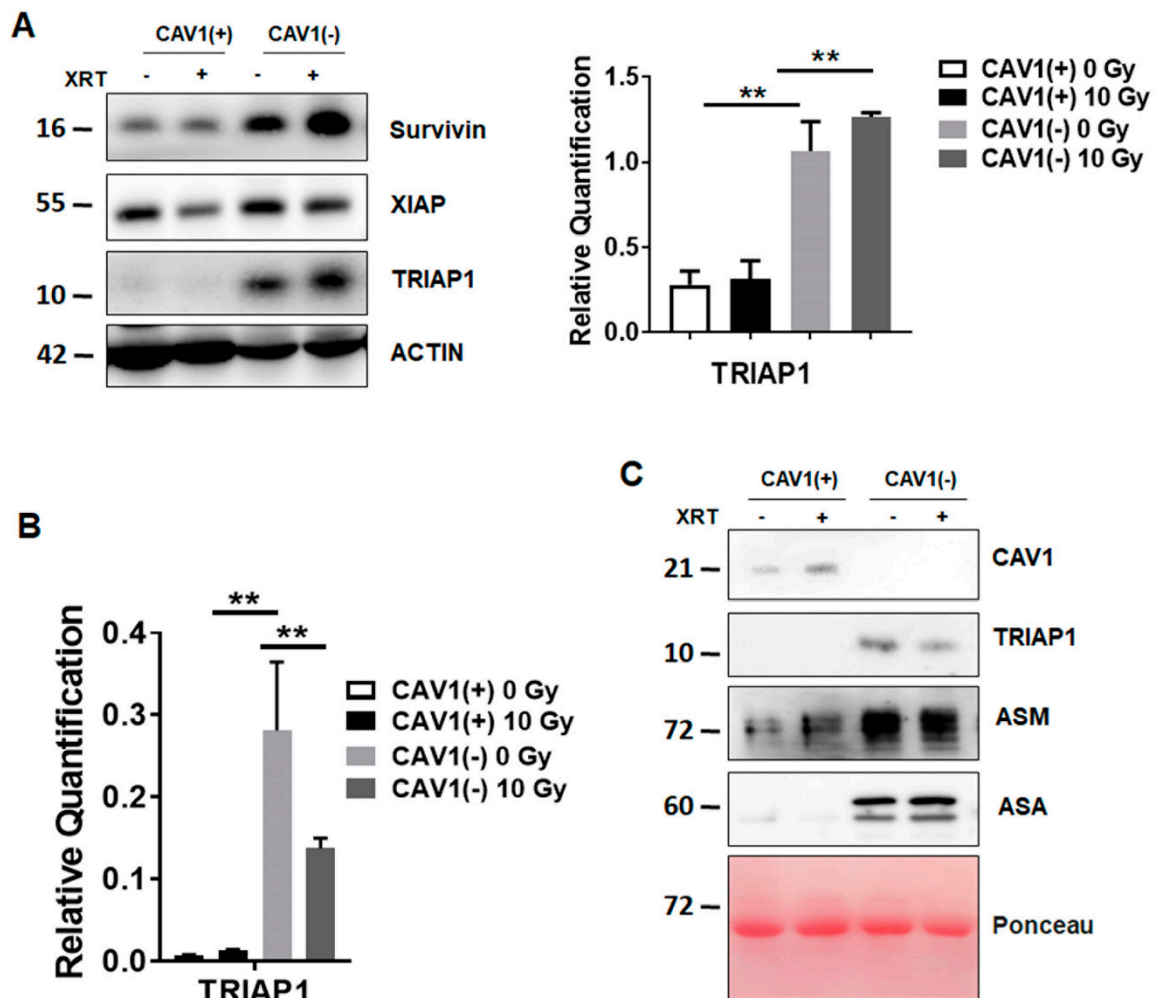 A
CAV1(+) CAV1(-)
XRT - + - +
16 Survivin
55 XIAP
10 TRIAP1
42 ACTIN
Relative Quantification
1.5
1.0
0.5
0.0
** **
TRIAP1
CAV1(+) 0 Gy
CAV1(+) 10 Gy
CAV1(-) 0 Gy
CAV1(-) 10 Gy
B
Relative Quantification
0.4
0.3
0.2
0.1
0.0
**
**
TRIAP1
CAV1(+) 0 Gy
CAV1(+) 10 Gy
CAV1(-) 0 Gy
CAV1(-) 10 Gy
C
CAV1(+) CAV1(-)
XRT - + - +
21 CAV1
10 TRIAP1
72 ASM
60 ASA
72 Ponceau